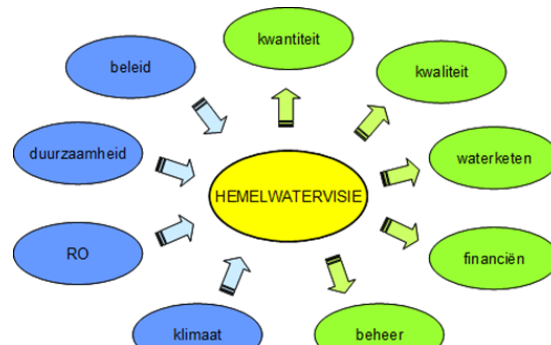 kwantiteit
beleid
kwaliteit
duurzaamheid
waterketen
HEMELWATERVISIE
RO
financiën
klimaat
beheer